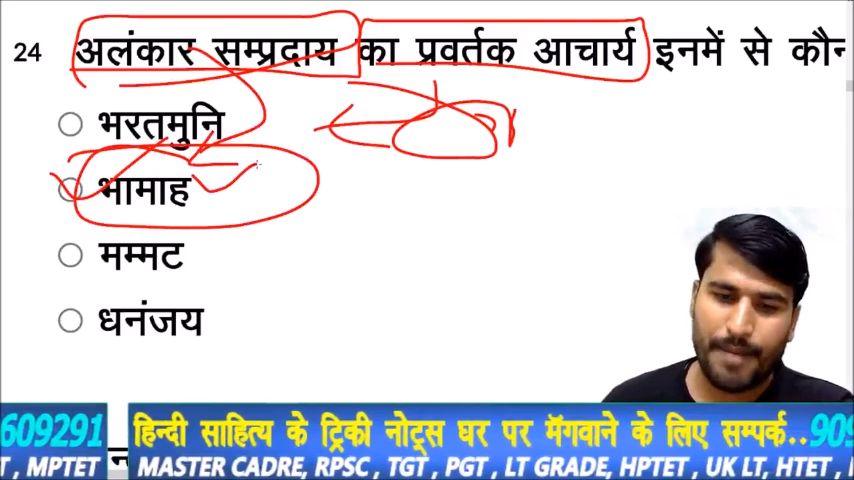 24 अलंकार सम्प्रदाय का प्रवर्तक आचार्य इनमें से कौन
भरतमुनि
भामाह
मम्मट
धनंजय
609291 हिन्दी साहित्य के ट्रिकी नोट्स घर पर मॅगवाने के लिए सम्पर्क..909
T , MPTET MASTER CADRE, RPSC , TGT , PGT , LT GRADE, HPTET , UK LT, HTET ,